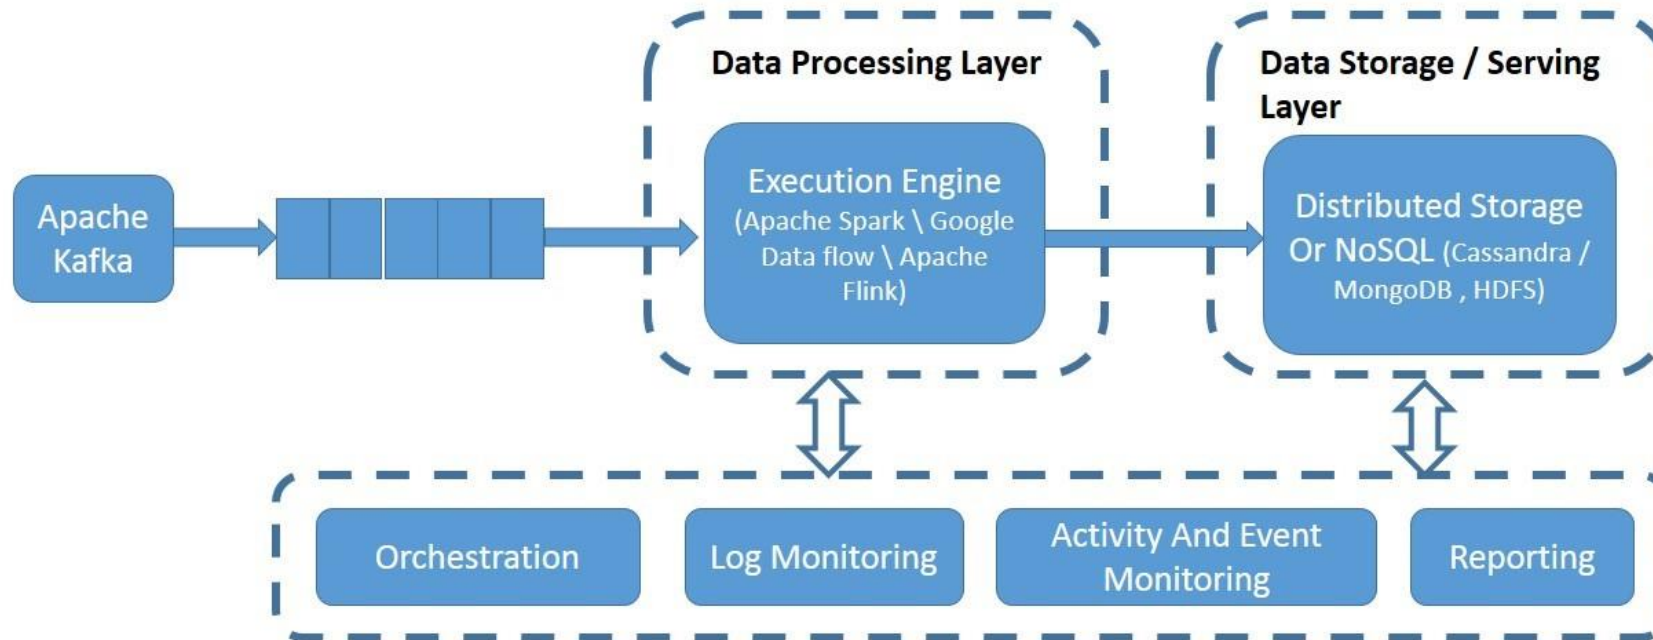 Data Processing Layer
Data Storage / Serving
Layer
Apache
Kafka
Execution Engine
(Apache Spark \ Google
Data flow \ Apache
Flink)
Distributed Storage
Or NoSQL (Cassandra /
MongoDB , HDFS)
Orchestration
Log Monitoring
Activity And Event
Monitoring
Reporting